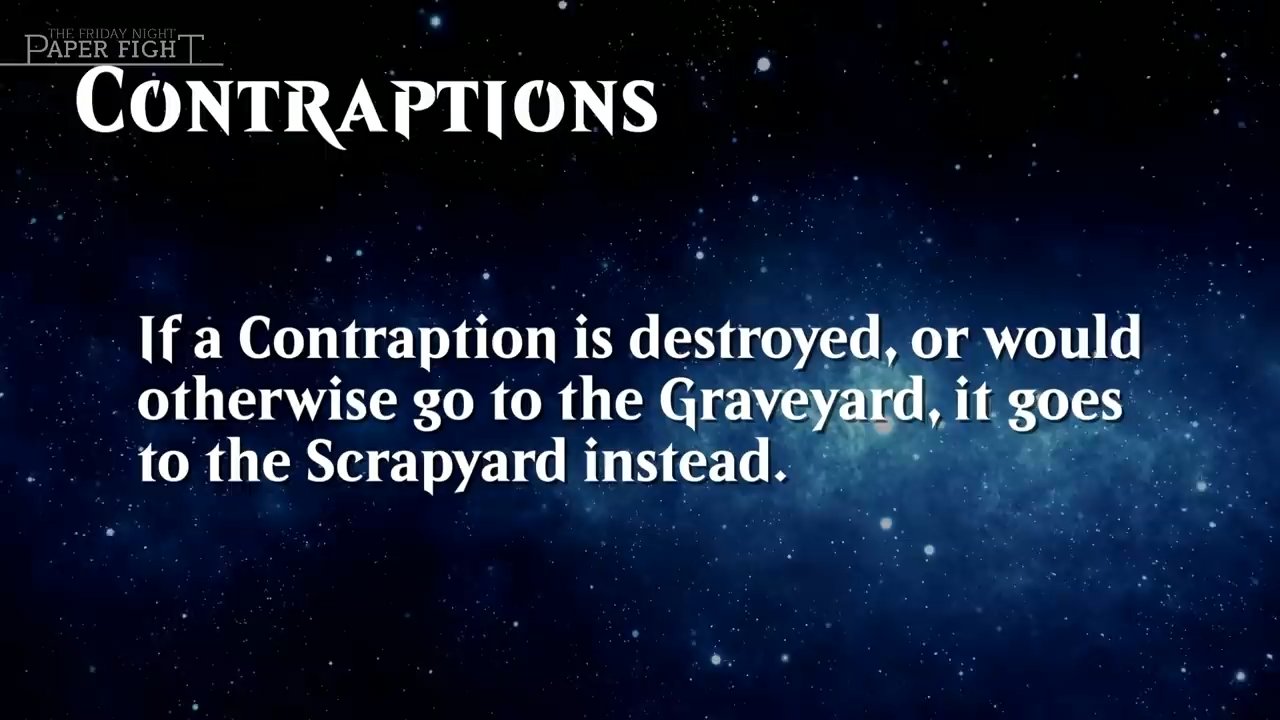 THE FRIDAY NIGHT
PAPER FIGHT
CONTRAPTIONS
If a Contraption is destroyed, or would
otherwise go to the Graveyard, it goes
to the Scrapyard instead.